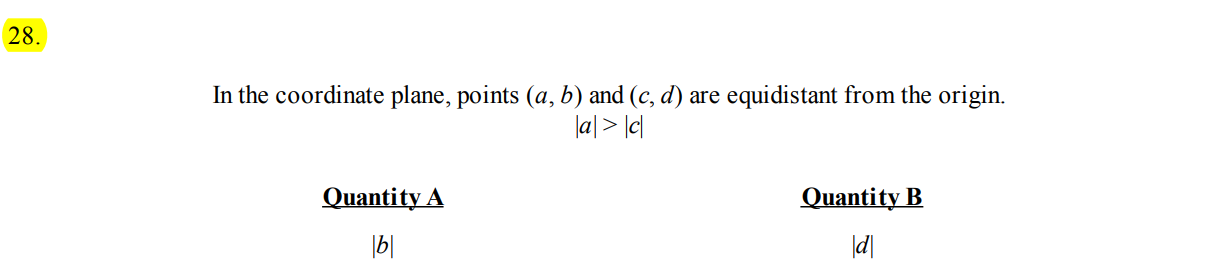 28.
In the coordinate plane, points (a, b) and (c, d) are equidistant from the origin.
|a| > |c|
Quantity A Quantity B
|b| |d|